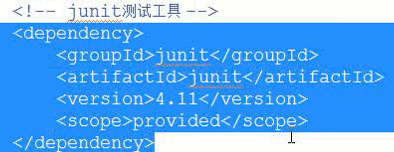 <!-- junit测试工具 -->
<dependency>
<groupId>junit</groupId>
<artifactId>junit</artifactId>
<version>4.11</version>
<scope>provided</scope>
</dependency>